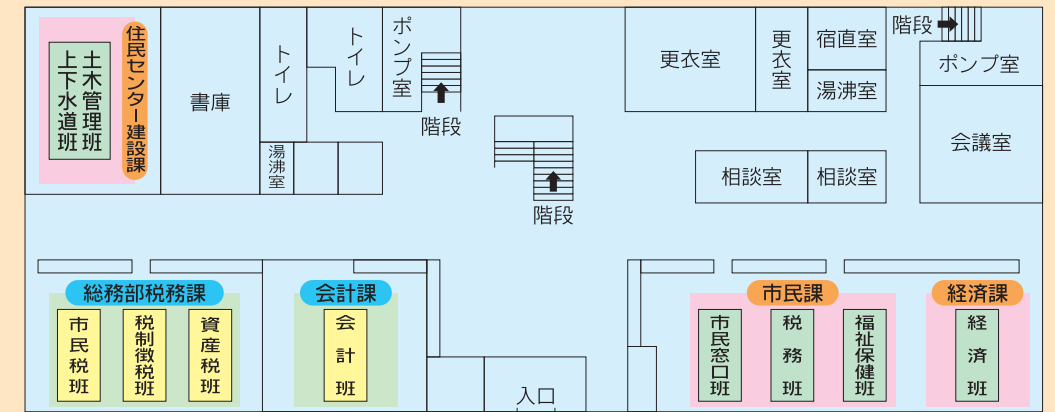 住民センター建設課
土木管理班
上下水道班
書庫
トイレ
トイレ
ポンプ室
階段
湯沸室
階段
更衣室
更衣室
宿直室
湯沸室
階段
ポンプ室
会議室
相談室
相談室
総務部税務課
市民税班
税制徴税班
資産税班
会計課
会計班
入口
市民課
市民窓口班
税務班
福祉保健班
経済課
経済班